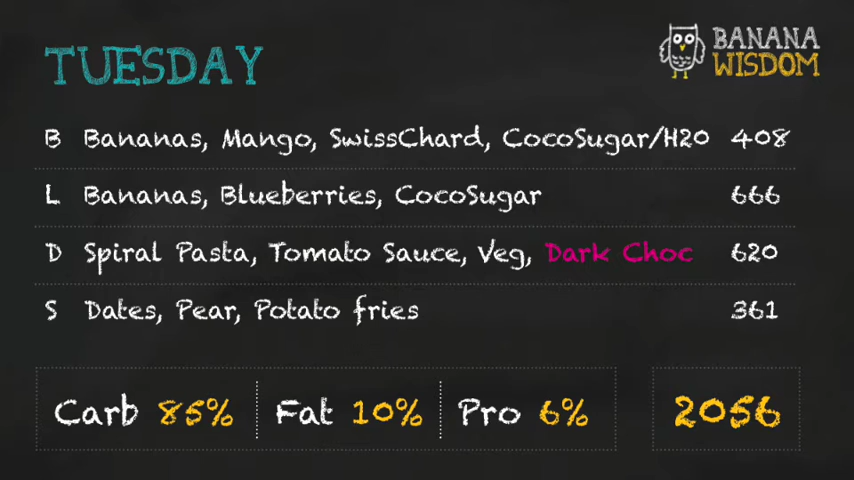 TUESDAY
BANANA
WISDOM
B Bananas, Mango, SwissChard, CocoSugar/H20 408
L Bananas, Blueberries, CocoSugar 666
D Spiral Pasta, Tomato Sauce, Veg, Dark Choc 620
S Dates, Pear, Potato fries 361
Carb 85% Fat 10% Pro 6% 2056